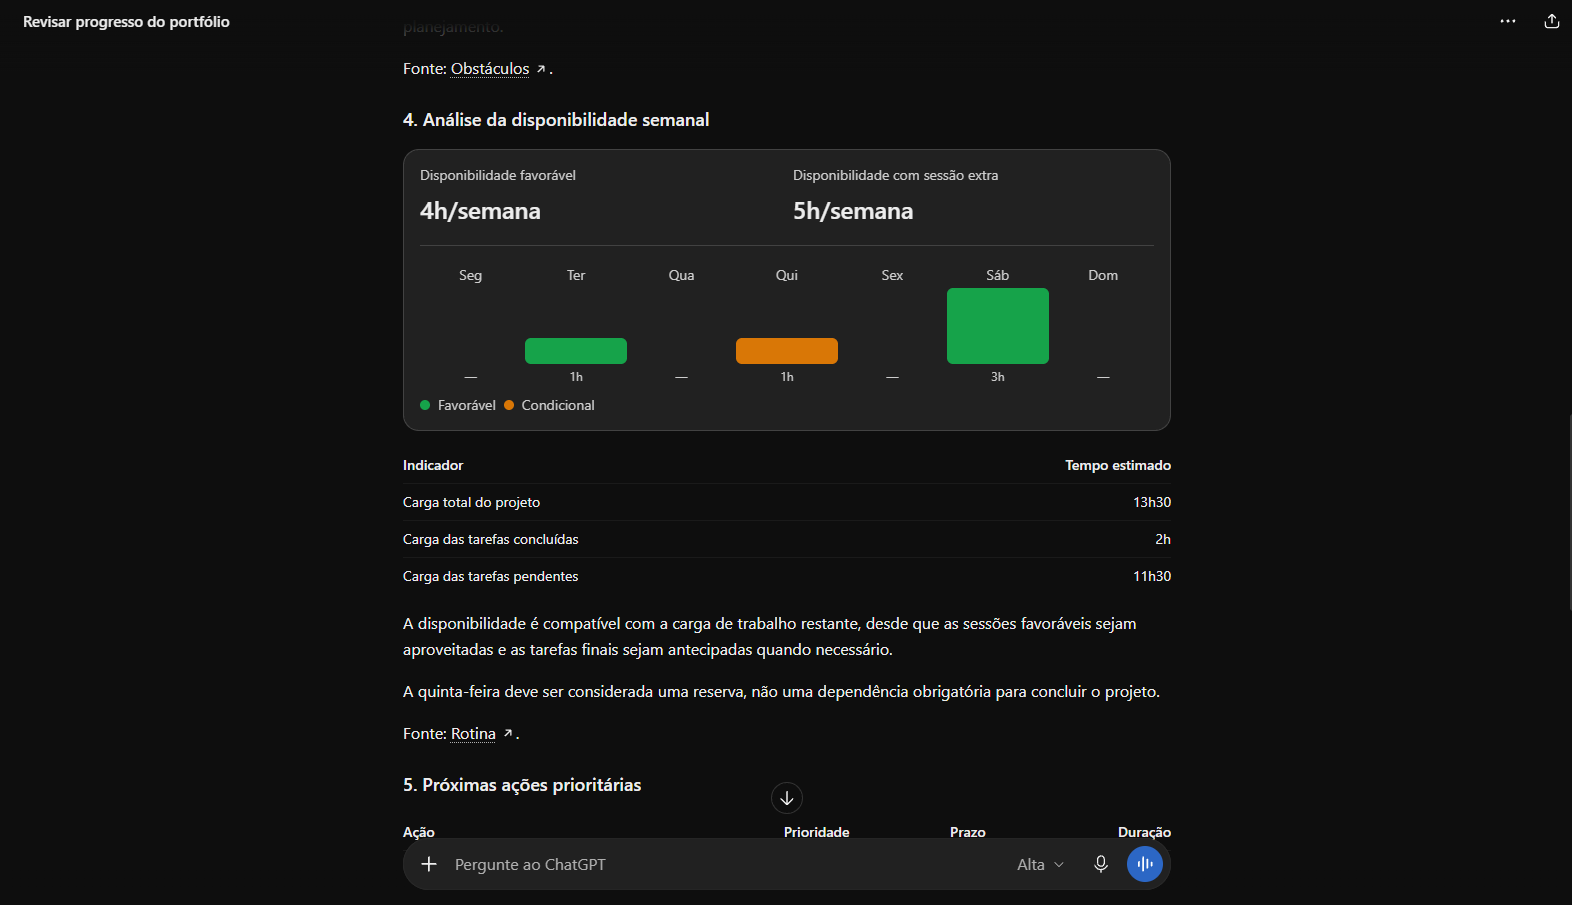 Revisar progresso do portfólio
planejamento.
Fonte: Obstáculos ↗.
4. Análise da disponibilidade semanal
Disponibilidade favorável
Disponibilidade com sessão extra
4h/semana
5h/semana
Seg Ter Qua Qui Sex Sáb Dom
— 1h — 1h — 3h —
Favorável Condicional
Indicador Tempo estimado
Carga total do projeto 13h30
Carga das tarefas concluídas 2h
Carga das tarefas pendentes 11h30
A disponibilidade é compatível com a carga de trabalho restante, desde que as sessões favoráveis sejam
aproveitadas e as tarefas finais sejam antecipadas quando necessário.
A quinta-feira deve ser considerada uma reserva, não uma dependência obrigatória para concluir o projeto.
Fonte: Rotina ↗.
5. Próximas ações prioritárias
Ação Prioridade Prazo Duração
Pergunte ao ChatGPT
Alta